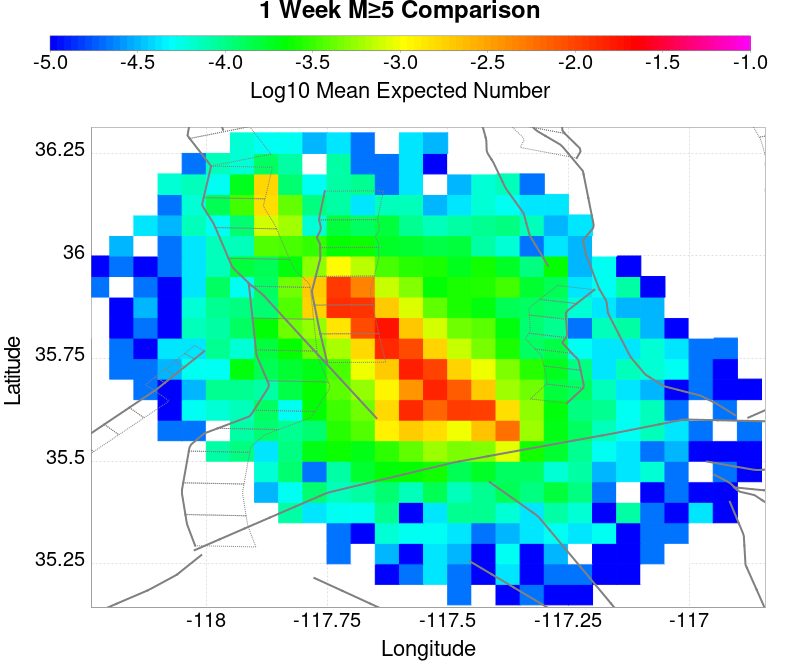 1 Week M≥5 Comparison
-5.0 -4.5 -4.0 -3.5 -3.0 -2.5 -2.0 -1.5 -1.0
Log10 Mean Expected Number
36.25
36
35.75
35.5
35.25
Latitude
-118 -117.75 -117.5 -117.25 -117
Longitude